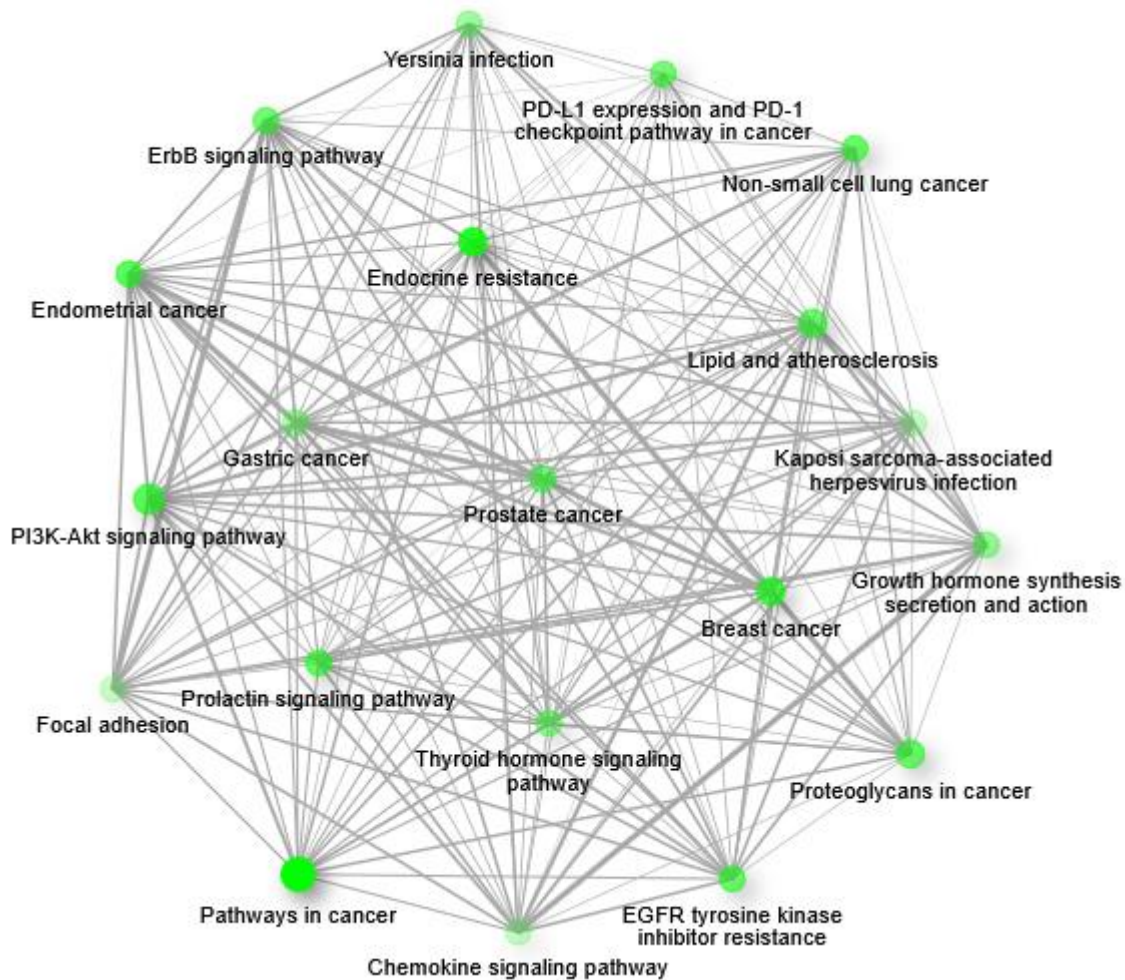 Yersinia infection
PD-L1 expression and PD-1
checkpoint pathway in cancer
ErbB signaling pathway
Non-small cell lung cancer
Endocrine resistance
Endometrial cancer
Lipid and atherosclerosis
Gastric cancer
Kaposi sarcoma-associated
herpesvirus infection
Prostate cancer
PI3K-Akt signaling pathway
Growth hormone synthesis
secretion and action
Breast cancer
Prolactin signaling pathway
Focal adhesion
Thyroid hormone signaling
pathway
Proteoglycans in cancer
Pathways in cancer
EGFR tyrosine kinase
inhibitor resistance
Chemokine signaling pathway